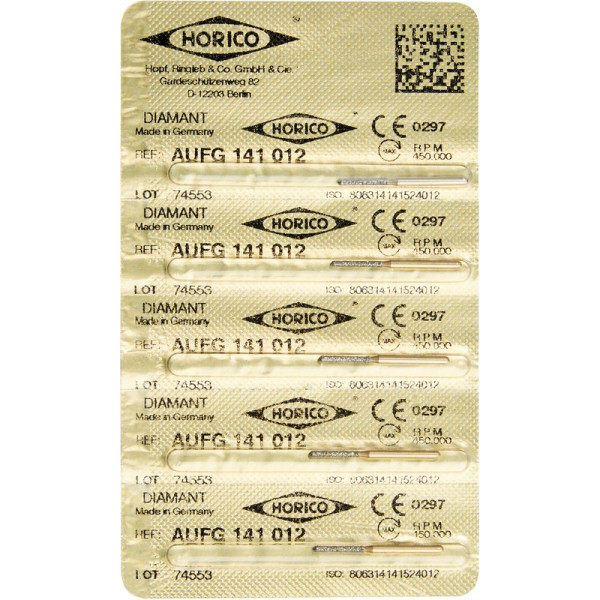 HORICO ®
Hopf, Ringleb & Co. GmbH & Cie
Gardeschützenweg 82
D-12203 Berlin
DIAMANT HORICO CE 0297
Made in Germany
REF: AUFG 141 012 MAX RPM 450.000
LOT 74553 ISO: 806314141524012
DIAMANT HORICO CE 0297
Made in Germany
REF: AUFG 141 012 MAX RPM 450.000
LOT 74553 ISO: 806314141524012
DIAMANT HORICO CE 0297
Made in Germany
REF: AUFG 141 012 MAX RPM 450.000
LOT 74553 ISO: 806314141524012
DIAMANT HORICO CE 0297
Made in Germany
REF: AUFG 141 012 MAX RPM 450.000
LOT 74553 ISO: 806314141524012
DIAMANT HORICO CE 0297
Made in Germany
REF: AUFG 141 012 MAX RPM 450.000
LOT 74553 ISO: 806314141524012